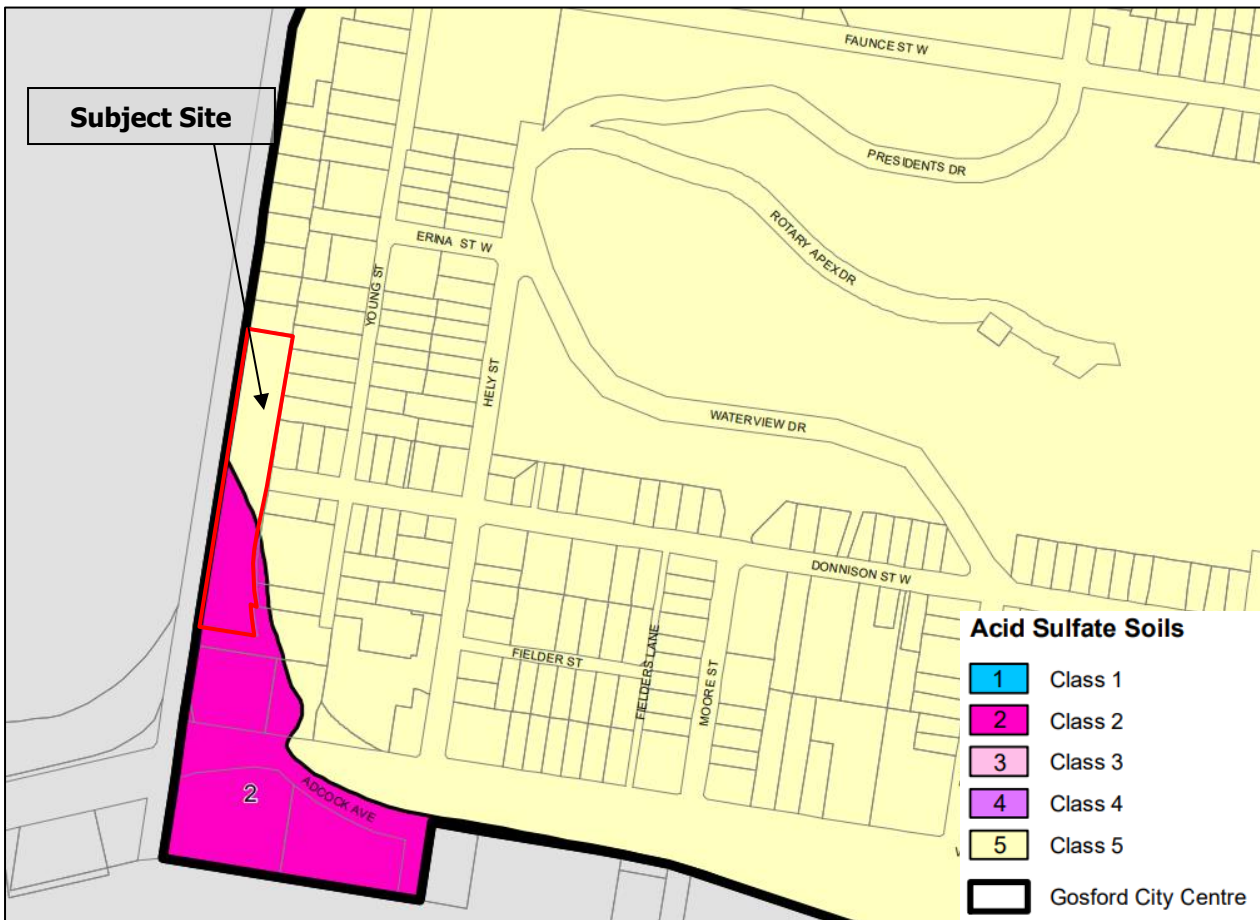 FAUNCE ST W
Subject Site
PRESIDENTS DR
ROTARY APEX DR
ERINA ST W
YOUNG ST
HELY ST
WATERVIEW DR
DONNISON ST W
FIELDER ST
FIELDERS LANE
MOORE ST
2
ADCOCK AVE
Acid Sulfate Soils
1 Class 1
2 Class 2
3 Class 3
4 Class 4
5 Class 5
Gosford City Centre